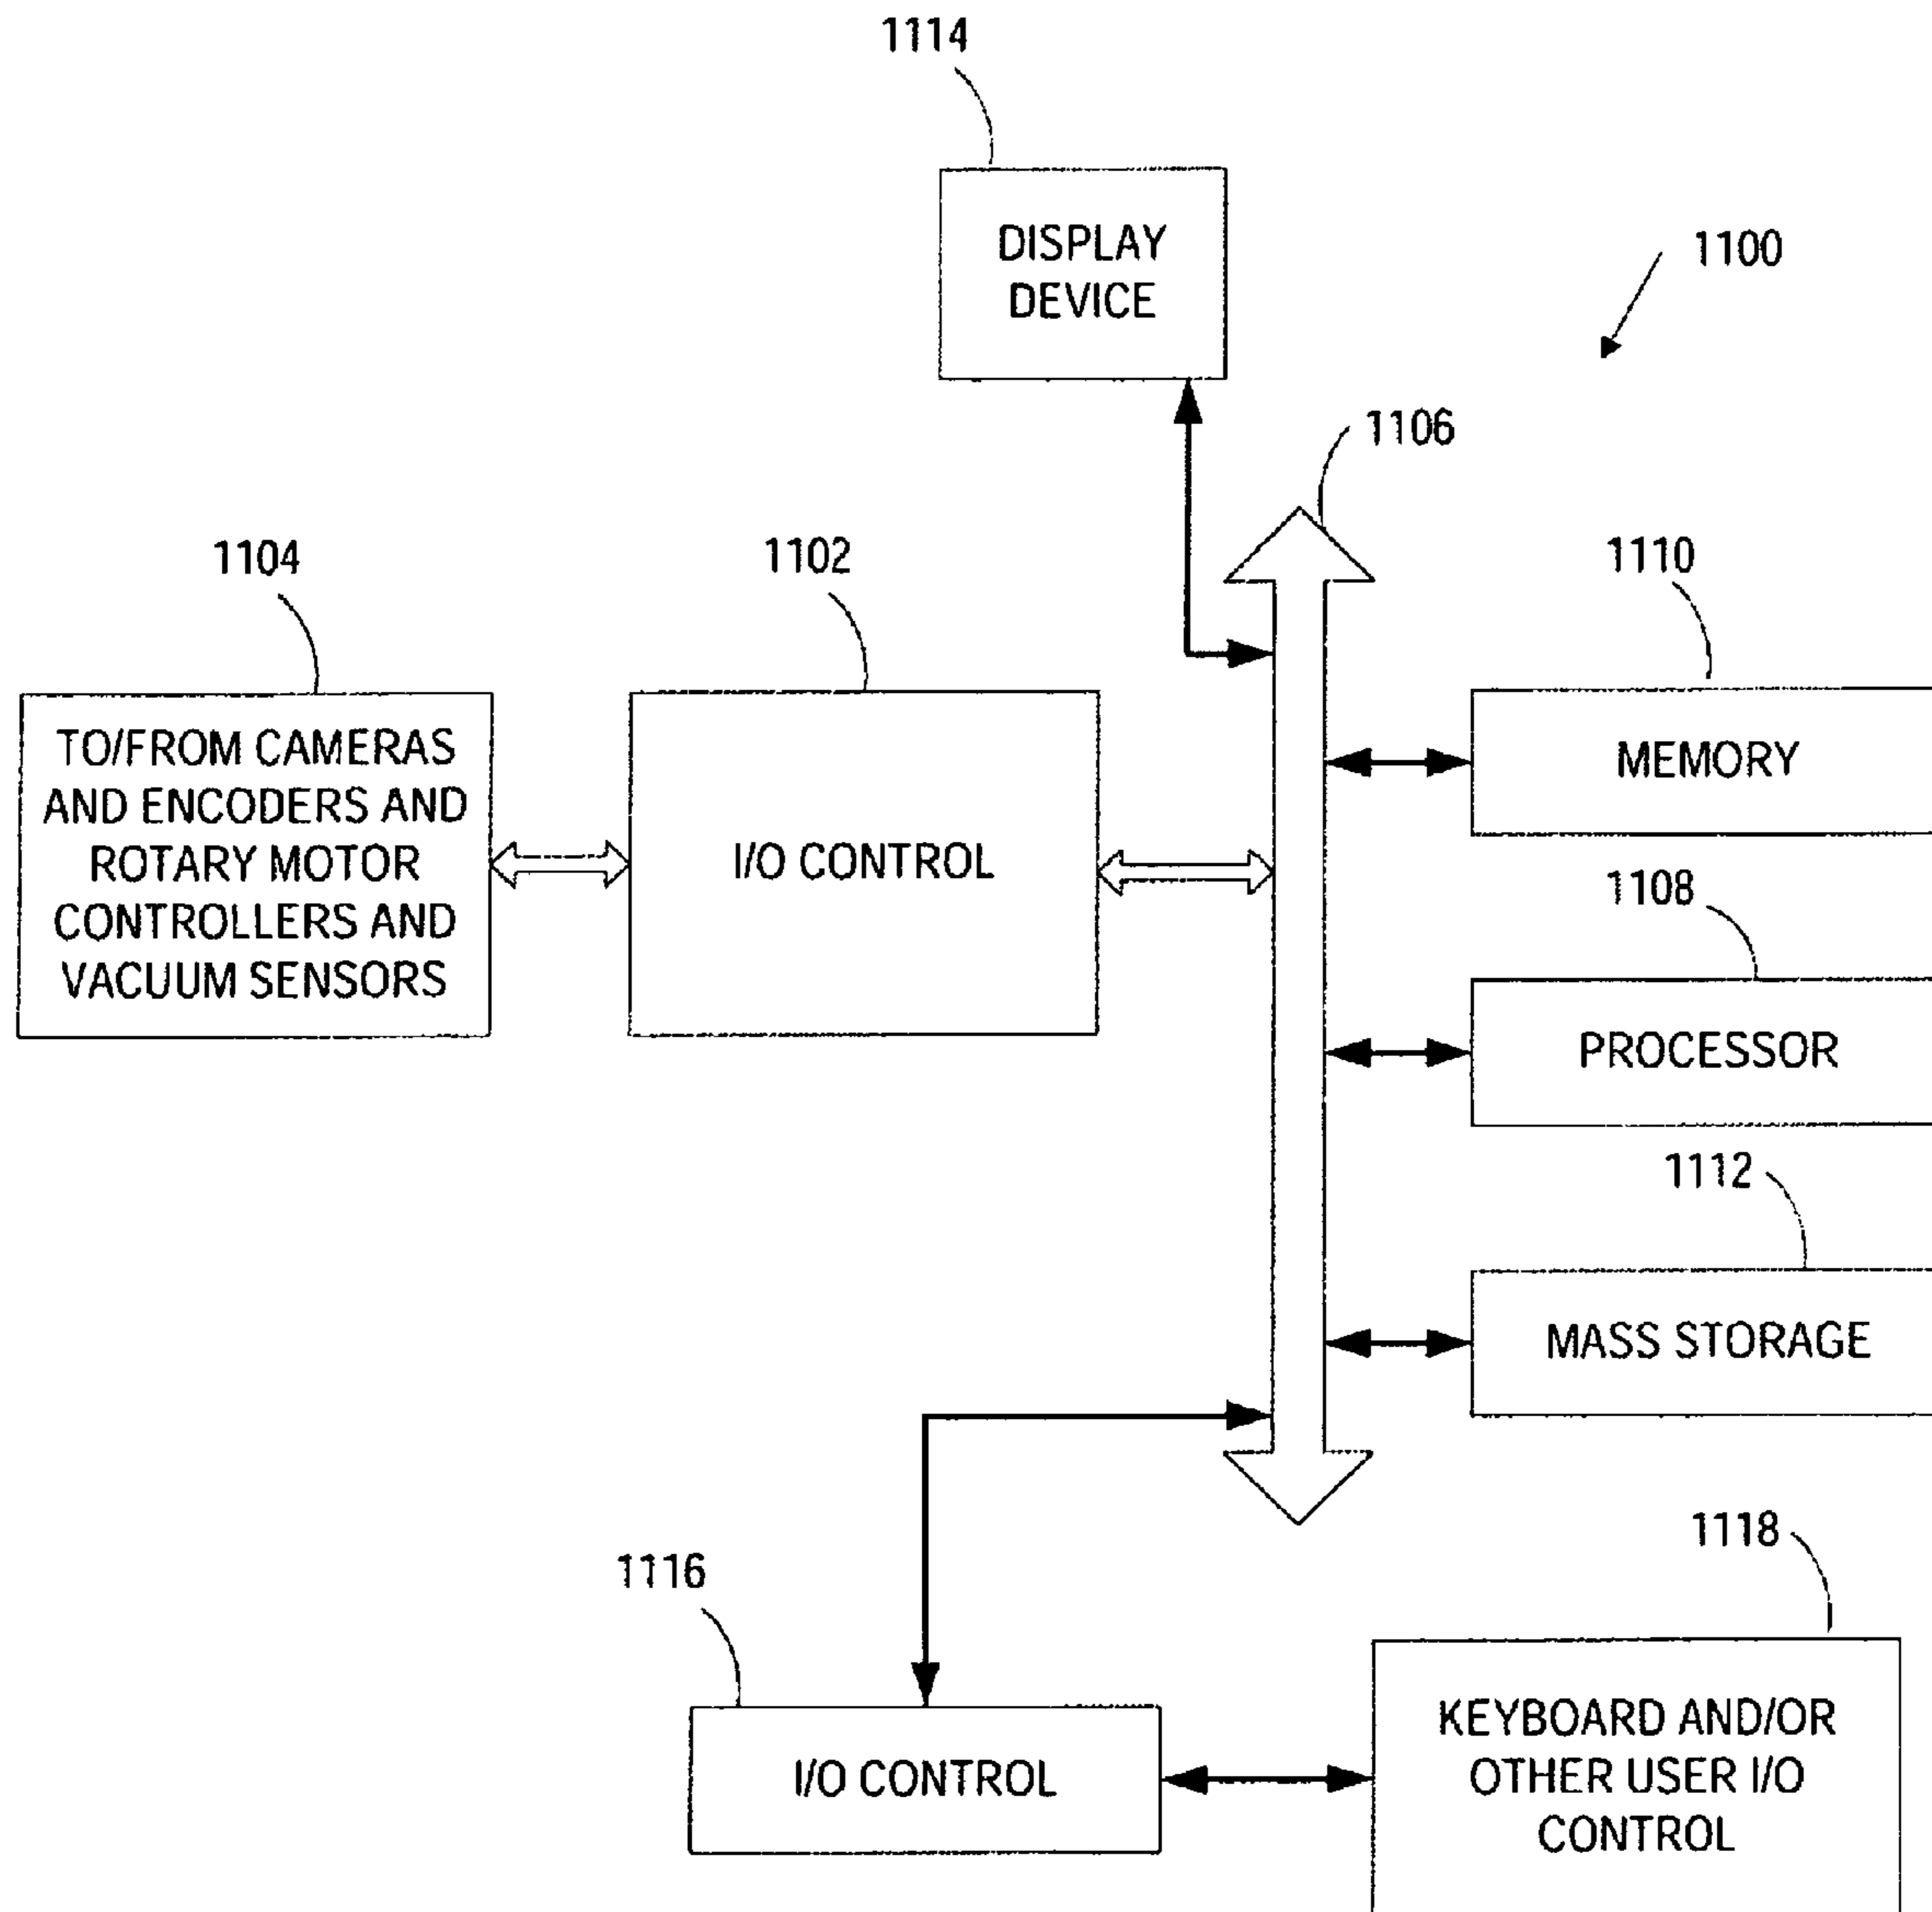 1114
DISPLAY
DEVICE
1100
1106
1104
1102
1110
TO/FROM CAMERAS
AND ENCODERS AND
ROTARY MOTOR
CONTROLLERS AND
VACUUM SENSORS
I/O CONTROL
MEMORY
1108
PROCESSOR
1112
MASS STORAGE
1116
1118
I/O CONTROL
KEYBOARD AND/OR
OTHER USER I/O
CONTROL